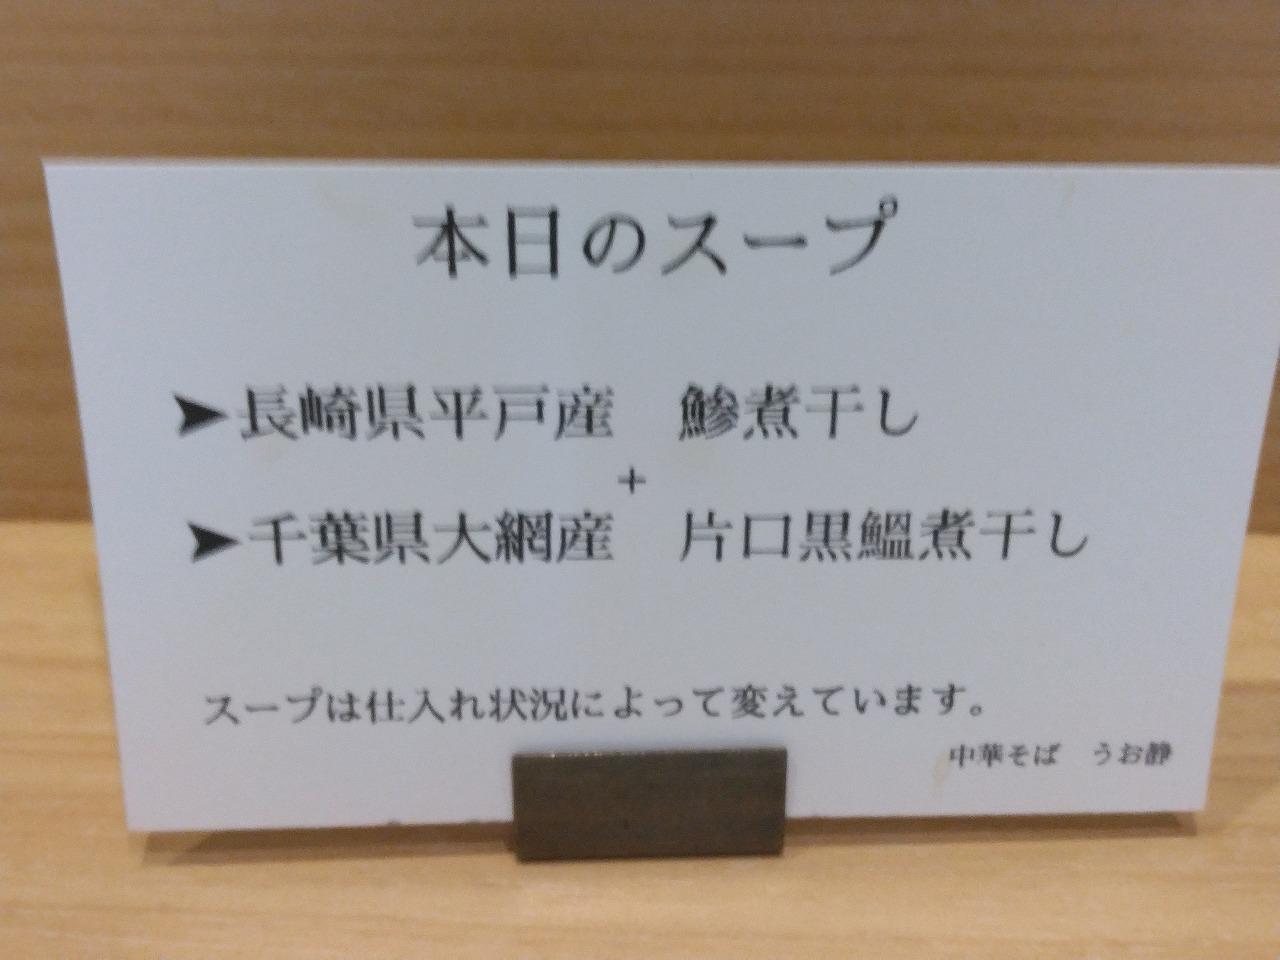 本日のスープ
➤長崎県平戸産　鯵煮干し
+
➤千葉県大網産　片口黒鰮煮干し
スープは仕入れ状況によって変えています。
中華そば　うお静